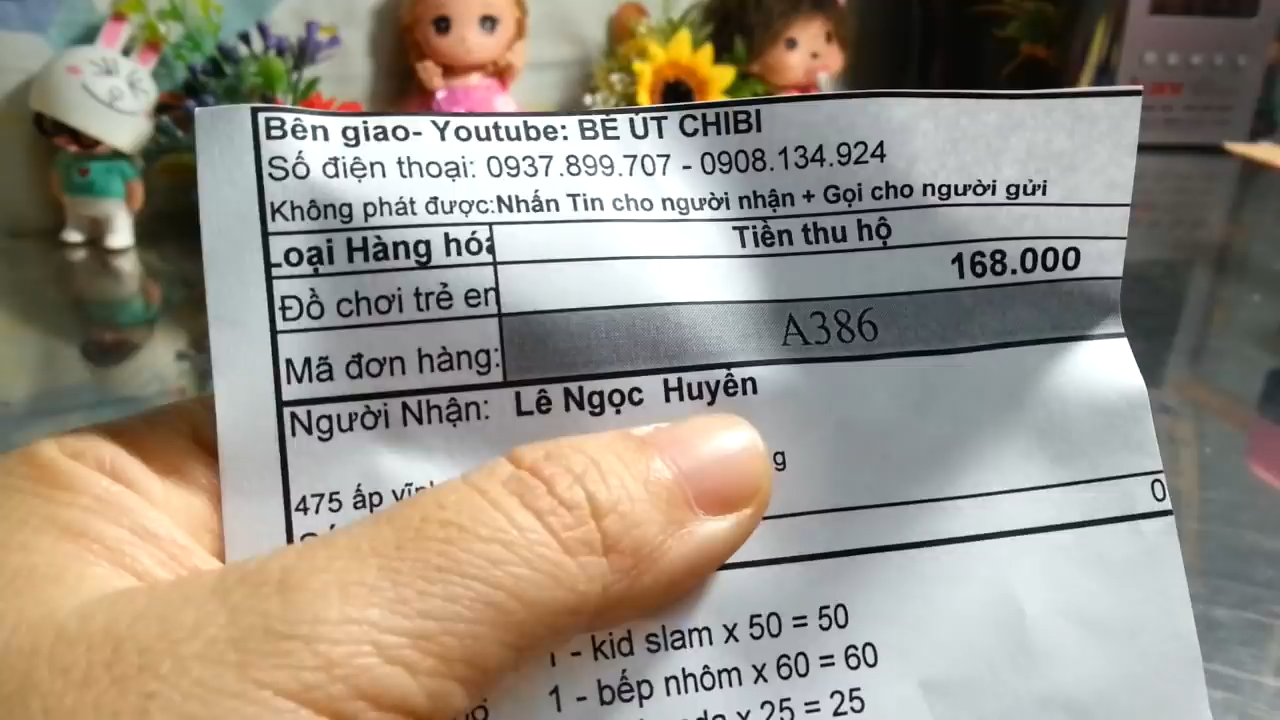 Bên giao- Youtube: BÉ ÚT CHIBI
Số điện thoại: 0937.899.707 - 0908.134.924
Không phát được:Nhấn Tin cho người nhận + Gọi cho người gửi
Loại Hàng hóa
Tiền thu hộ
Đồ chơi trẻ em
168.000
Mã đơn hàng:
A386
Người Nhận: Lê Ngọc Huyền
475 ấp
g
0
1 - kid slam x 50 = 50
1 - bếp nhôm x 60 = 60
x 25 = 25